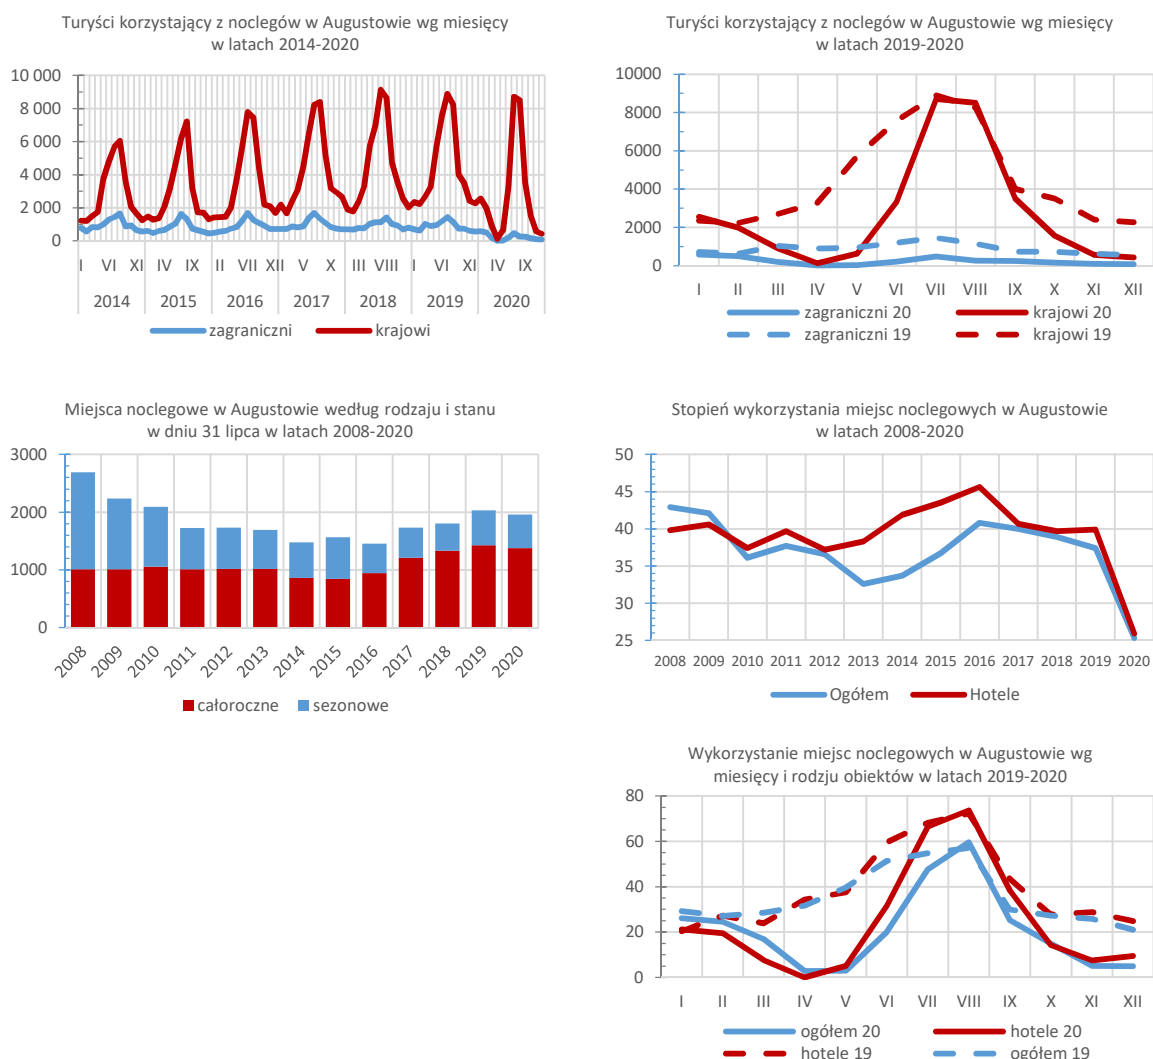 Turyści korzystający z noclegów w Augustowie wg miesięcy
w latach 2014-2020
10 000
8 000
6 000
4 000
2 000
0
I VI XI IV IX II VII XII V X III VIII I VI XI IV IX
2014 2015 2016 2017 2018 2019 2020
zagraniczni krajowi
Turyści korzystający z noclegów w Augustowie wg miesięcy
w latach 2019-2020
10000
8000
6000
4000
2000
0
I II III IV V VI VII VIII IX X XI XII
zagraniczni 20 krajowi 20
zagraniczni 19 krajowi 19
Miejsca noclegowe w Augustowie według rodzaju i stanu
w dniu 31 lipca w latach 2008-2020
3000
2000
1000
0
2008 2009 2010 2011 2012 2013 2014 2015 2016 2017 2018 2019 2020
całoroczne sezonowe
Stopień wykorzystania miejsc noclegowych w Augustowie
w latach 2008-2020
50
45
40
35
30
25
2008 2009 2010 2011 2012 2013 2014 2015 2016 2017 2018 2019 2020
Ogółem Hotele
Wykorzystanie miejsc noclegowych w Augustowie wg
miesięcy i rodzju obiektów w latach 2019-2020
80
60
40
20
0
I II III IV V VI VII VIII IX X XI XII
ogółem 20 hotele 20
hotele 19 ogółem 19